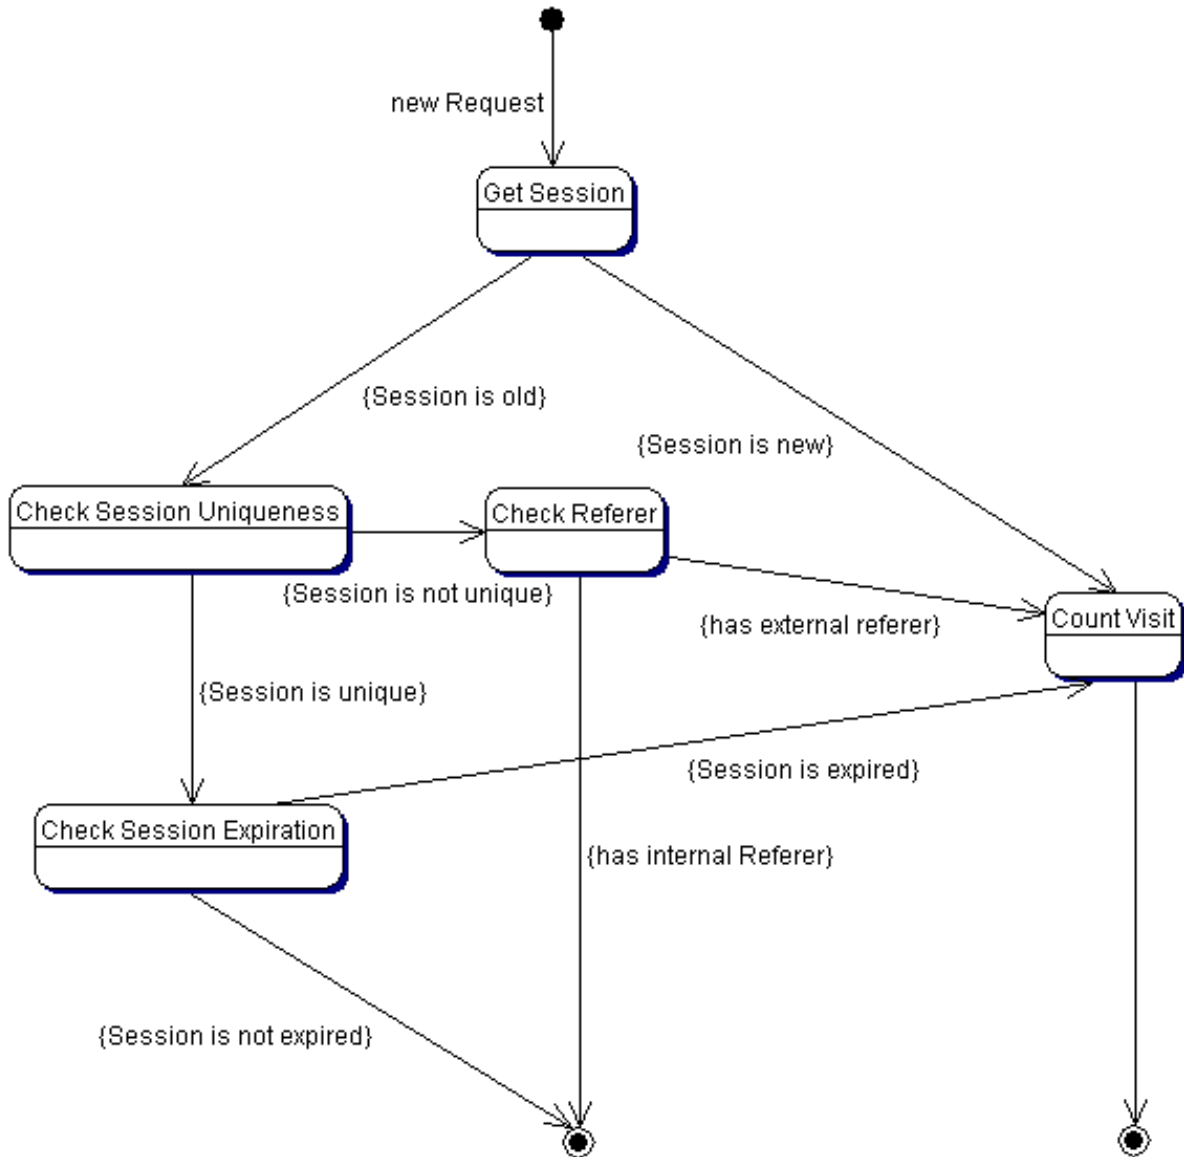 new Request
Get Session
{Session is old}
{Session is new}
Check Session Uniqueness
Check Referer
{Session is not unique}
{has external referer}
Count Visit
{Session is unique}
{Session is expired}
Check Session Expiration
{has internal Referer}
{Session is not expired}